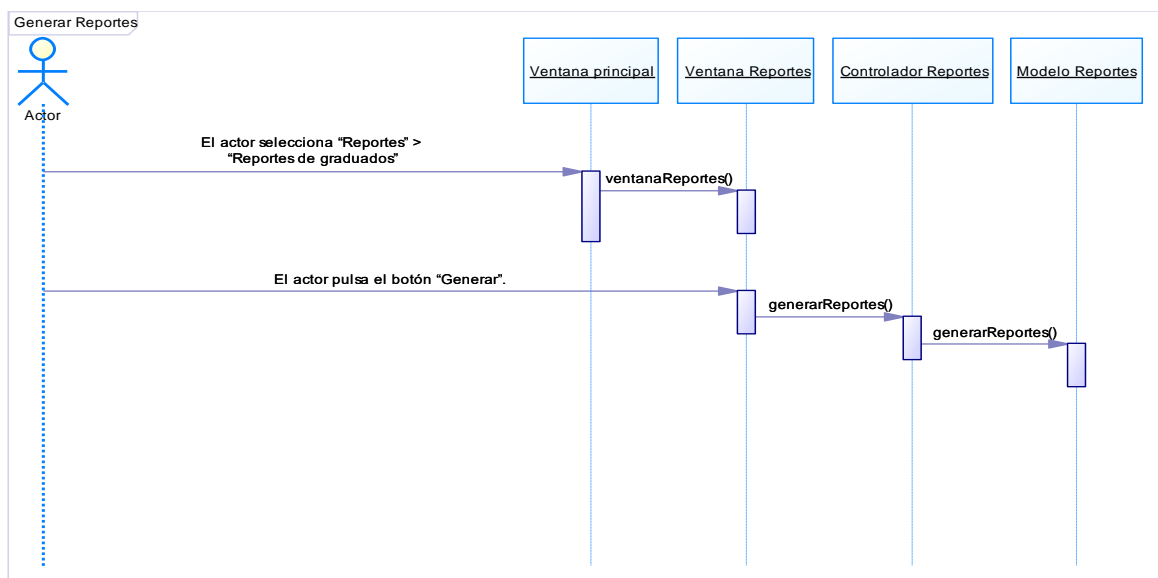 Generar Reportes
Ventana principal
Ventana Reportes
Controlador Reportes
Modelo Reportes
Actor
El actor selecciona “Reportes” >
“Reportes de graduados”
ventanaReportes()
El actor pulsa el botón “Generar”.
generarReportes()
generarReportes()